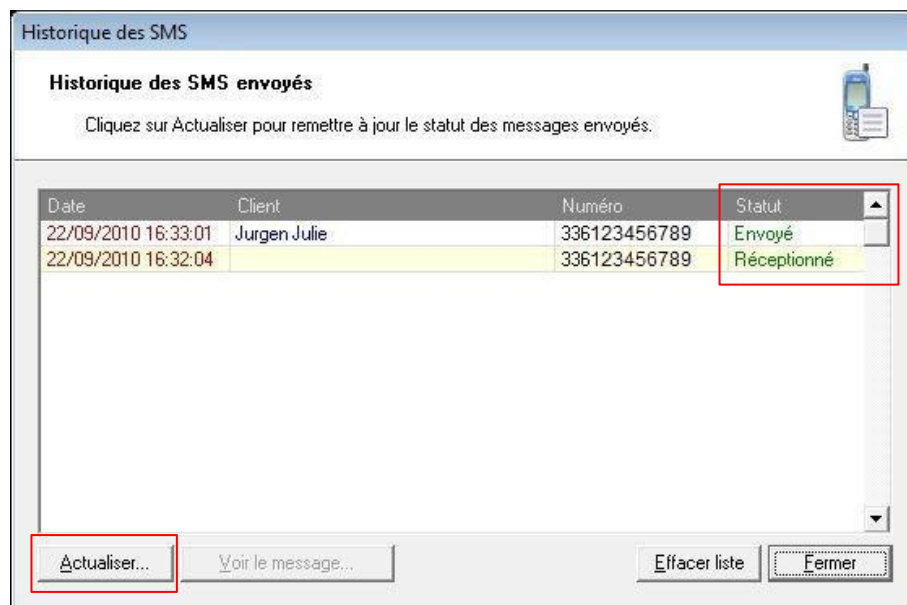 Historique des SMS
Historique des SMS envoyés
Cliquez sur Actualiser pour remettre à jour le statut des messages envoyés.
Date Client Numéro Statut
22/09/2010 16:33:01 Jurgen Julie 336123456789 Envoyé
22/09/2010 16:32:04 336123456789 Réceptionné
Actualiser... Voir le message... Effacer liste Fermer